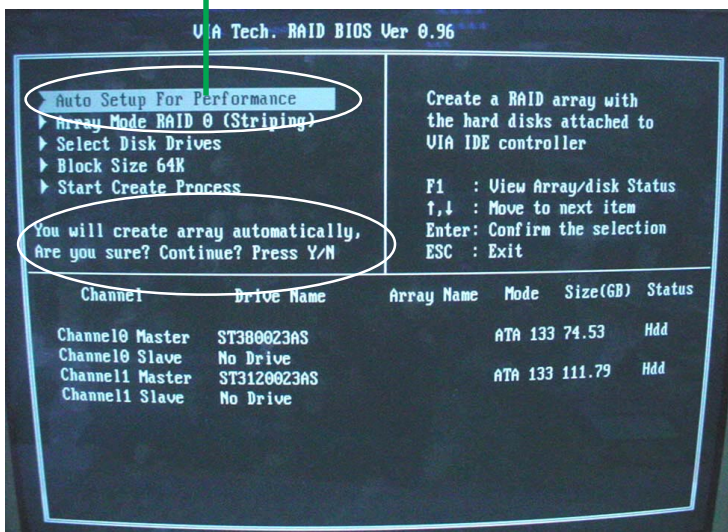 VIA Tech. RAID BIOS Ver 0.96
Auto Setup For Performance
Array Mode RAID 0 (Striping)
Select Disk Drives
Block Size 64K
Start Create Process
You will create array automatically,
Are you sure? Continue? Press Y/N
Create a RAID array with
the hard disks attached to
VIA IDE controller
F1 : View Array/disk Status
↑,↓ : Move to next item
Enter: Confirm the selection
ESC : Exit
Channel Drive Name Array Name Mode Size(GB) Status
Channel0 Master ST380023AS ATA 133 74.53 Hdd
Channel0 Slave No Drive
Channel1 Master ST3120023AS ATA 133 111.79 Hdd
Channel1 Slave No Drive